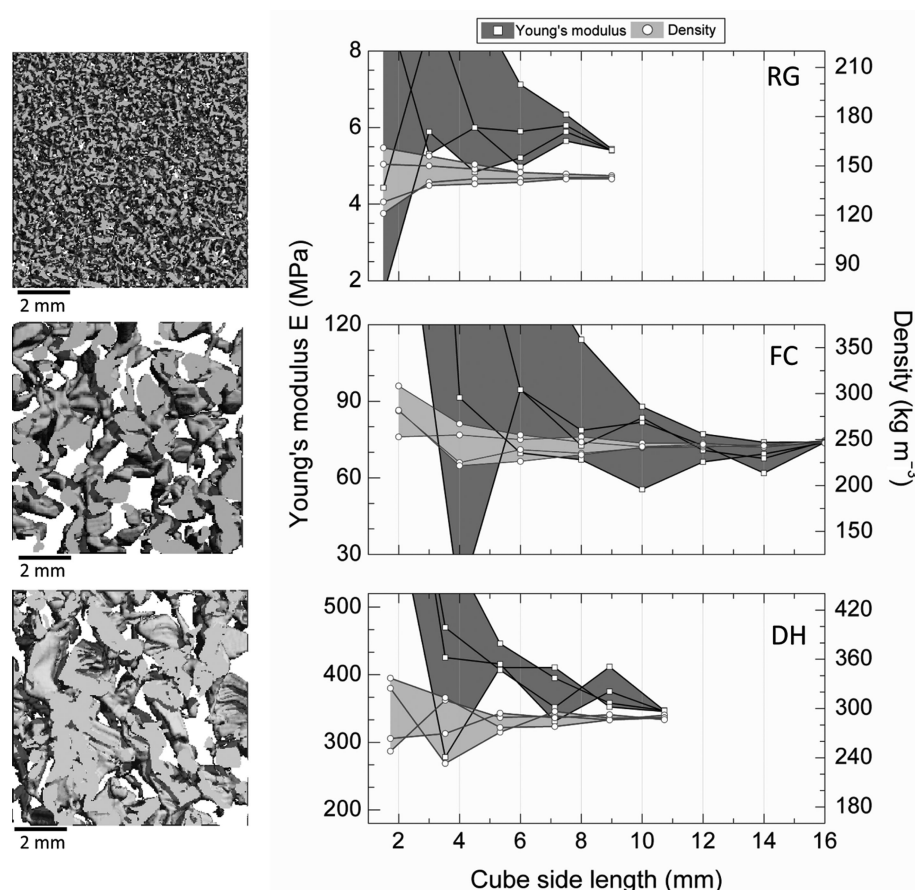 Young's modulus Density
2 mm
2 mm
2 mm
Young's modulus E (MPa)
8
6
4
2
RG
210
180
150
120
90
120
90
60
30
FC
350
300
250
200
150
500
400
300
200
DH
420
360
300
240
180
Density (kg m⁻³)
2 4 6 8 10 12 14 16
Cube side length (mm)